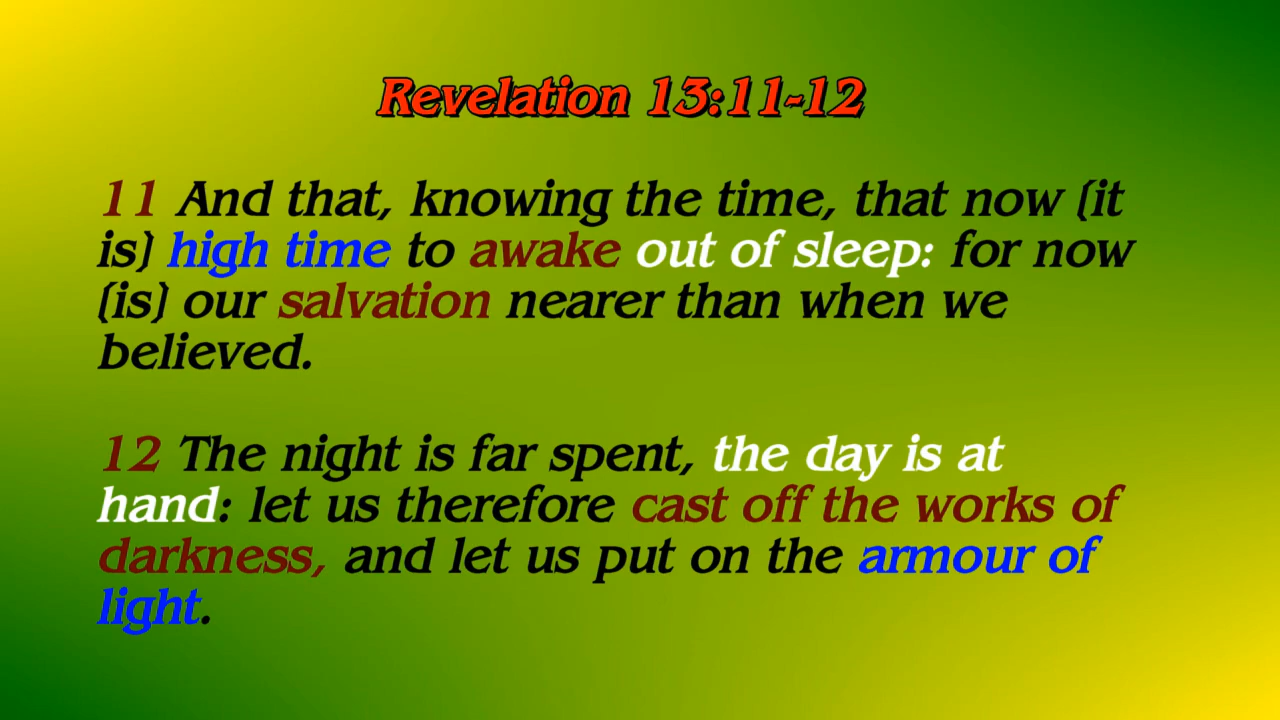 Revelation 13:11-12
11 And that, knowing the time, that now (it
is) high time to awake out of sleep: for now
(is) our salvation nearer than when we
believed.
12 The night is far spent, the day is at
hand: let us therefore cast off the works of
darkness, and let us put on the armour of
light.